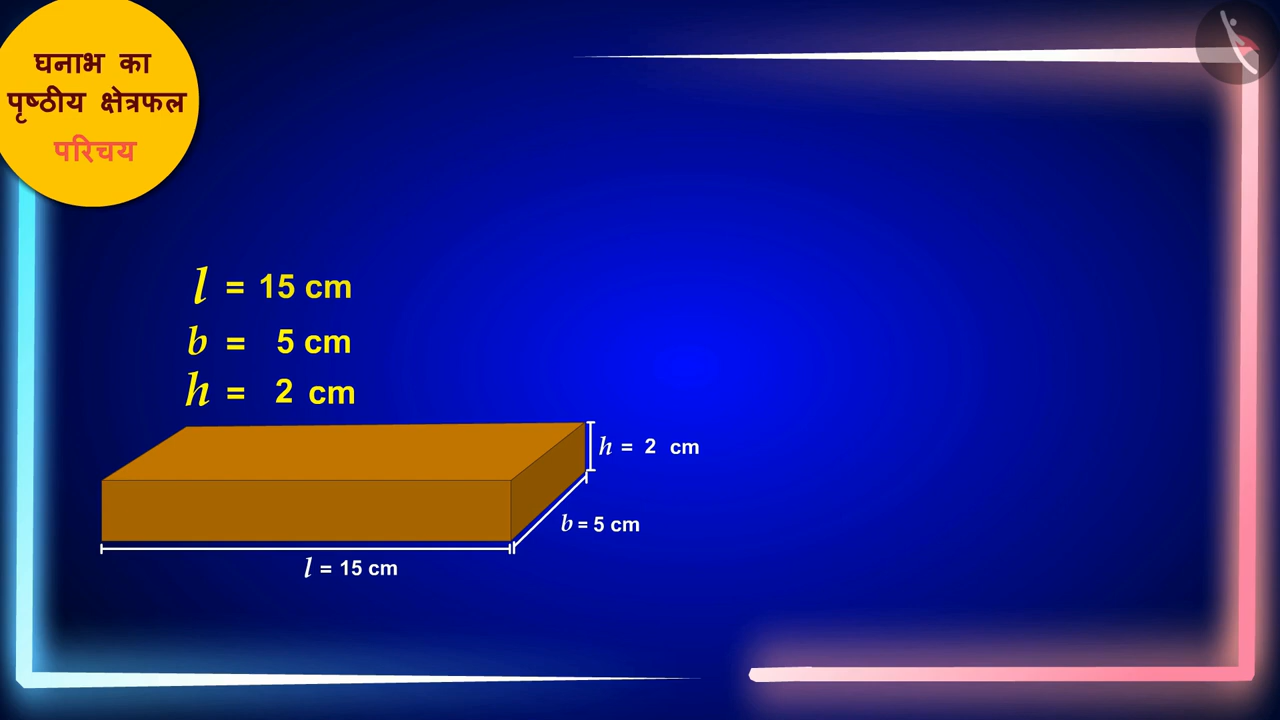 घनाभ का
पृष्ठीय क्षेत्रफल
परिचय
l = 15 cm
b = 5 cm
h = 2 cm
h = 2 cm
b = 5 cm
l = 15 cm